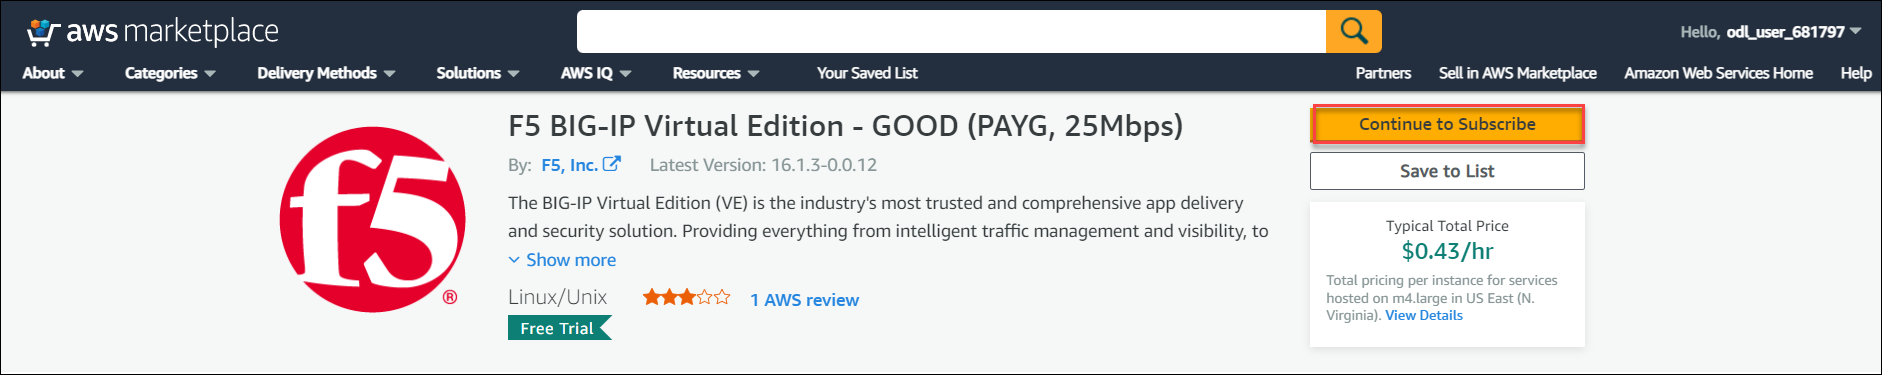 aws marketplace
Hello, odl_user_681797
About Categories Delivery Methods Solutions AWS IQ Resources Your Saved List Partners Sell in AWS Marketplace Amazon Web Services Home Help
F5 BIG-IP Virtual Edition - GOOD (PAYG, 25Mbps)
By: F5, Inc. Latest Version: 16.1.3-0.0.12
The BIG-IP Virtual Edition (VE) is the industry's most trusted and comprehensive app delivery
and security solution. Providing everything from intelligent traffic management and visibility, to
Show more
Linux/Unix 1 AWS review
Free Trial
f5
®
Continue to Subscribe
Save to List
Typical Total Price
$0.43/hr
Total pricing per instance for services
hosted on m4.large in US East (N.
Virginia). View Details